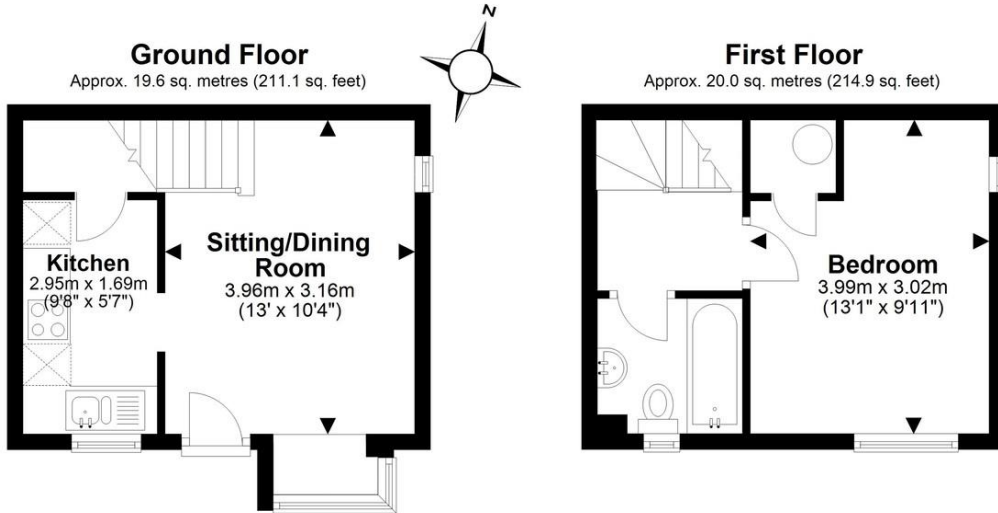 N
Ground Floor
Approx. 19.6 sq. metres (211.1 sq. feet)
First Floor
Approx. 20.0 sq. metres (214.9 sq. feet)
Kitchen
2.95m x 1.69m
(9'8" x 5'7")
Sitting/Dining
Room
3.96m x 3.16m
(13' x 10'4")
Bedroom
3.99m x 3.02m
(13'1" x 9'11")